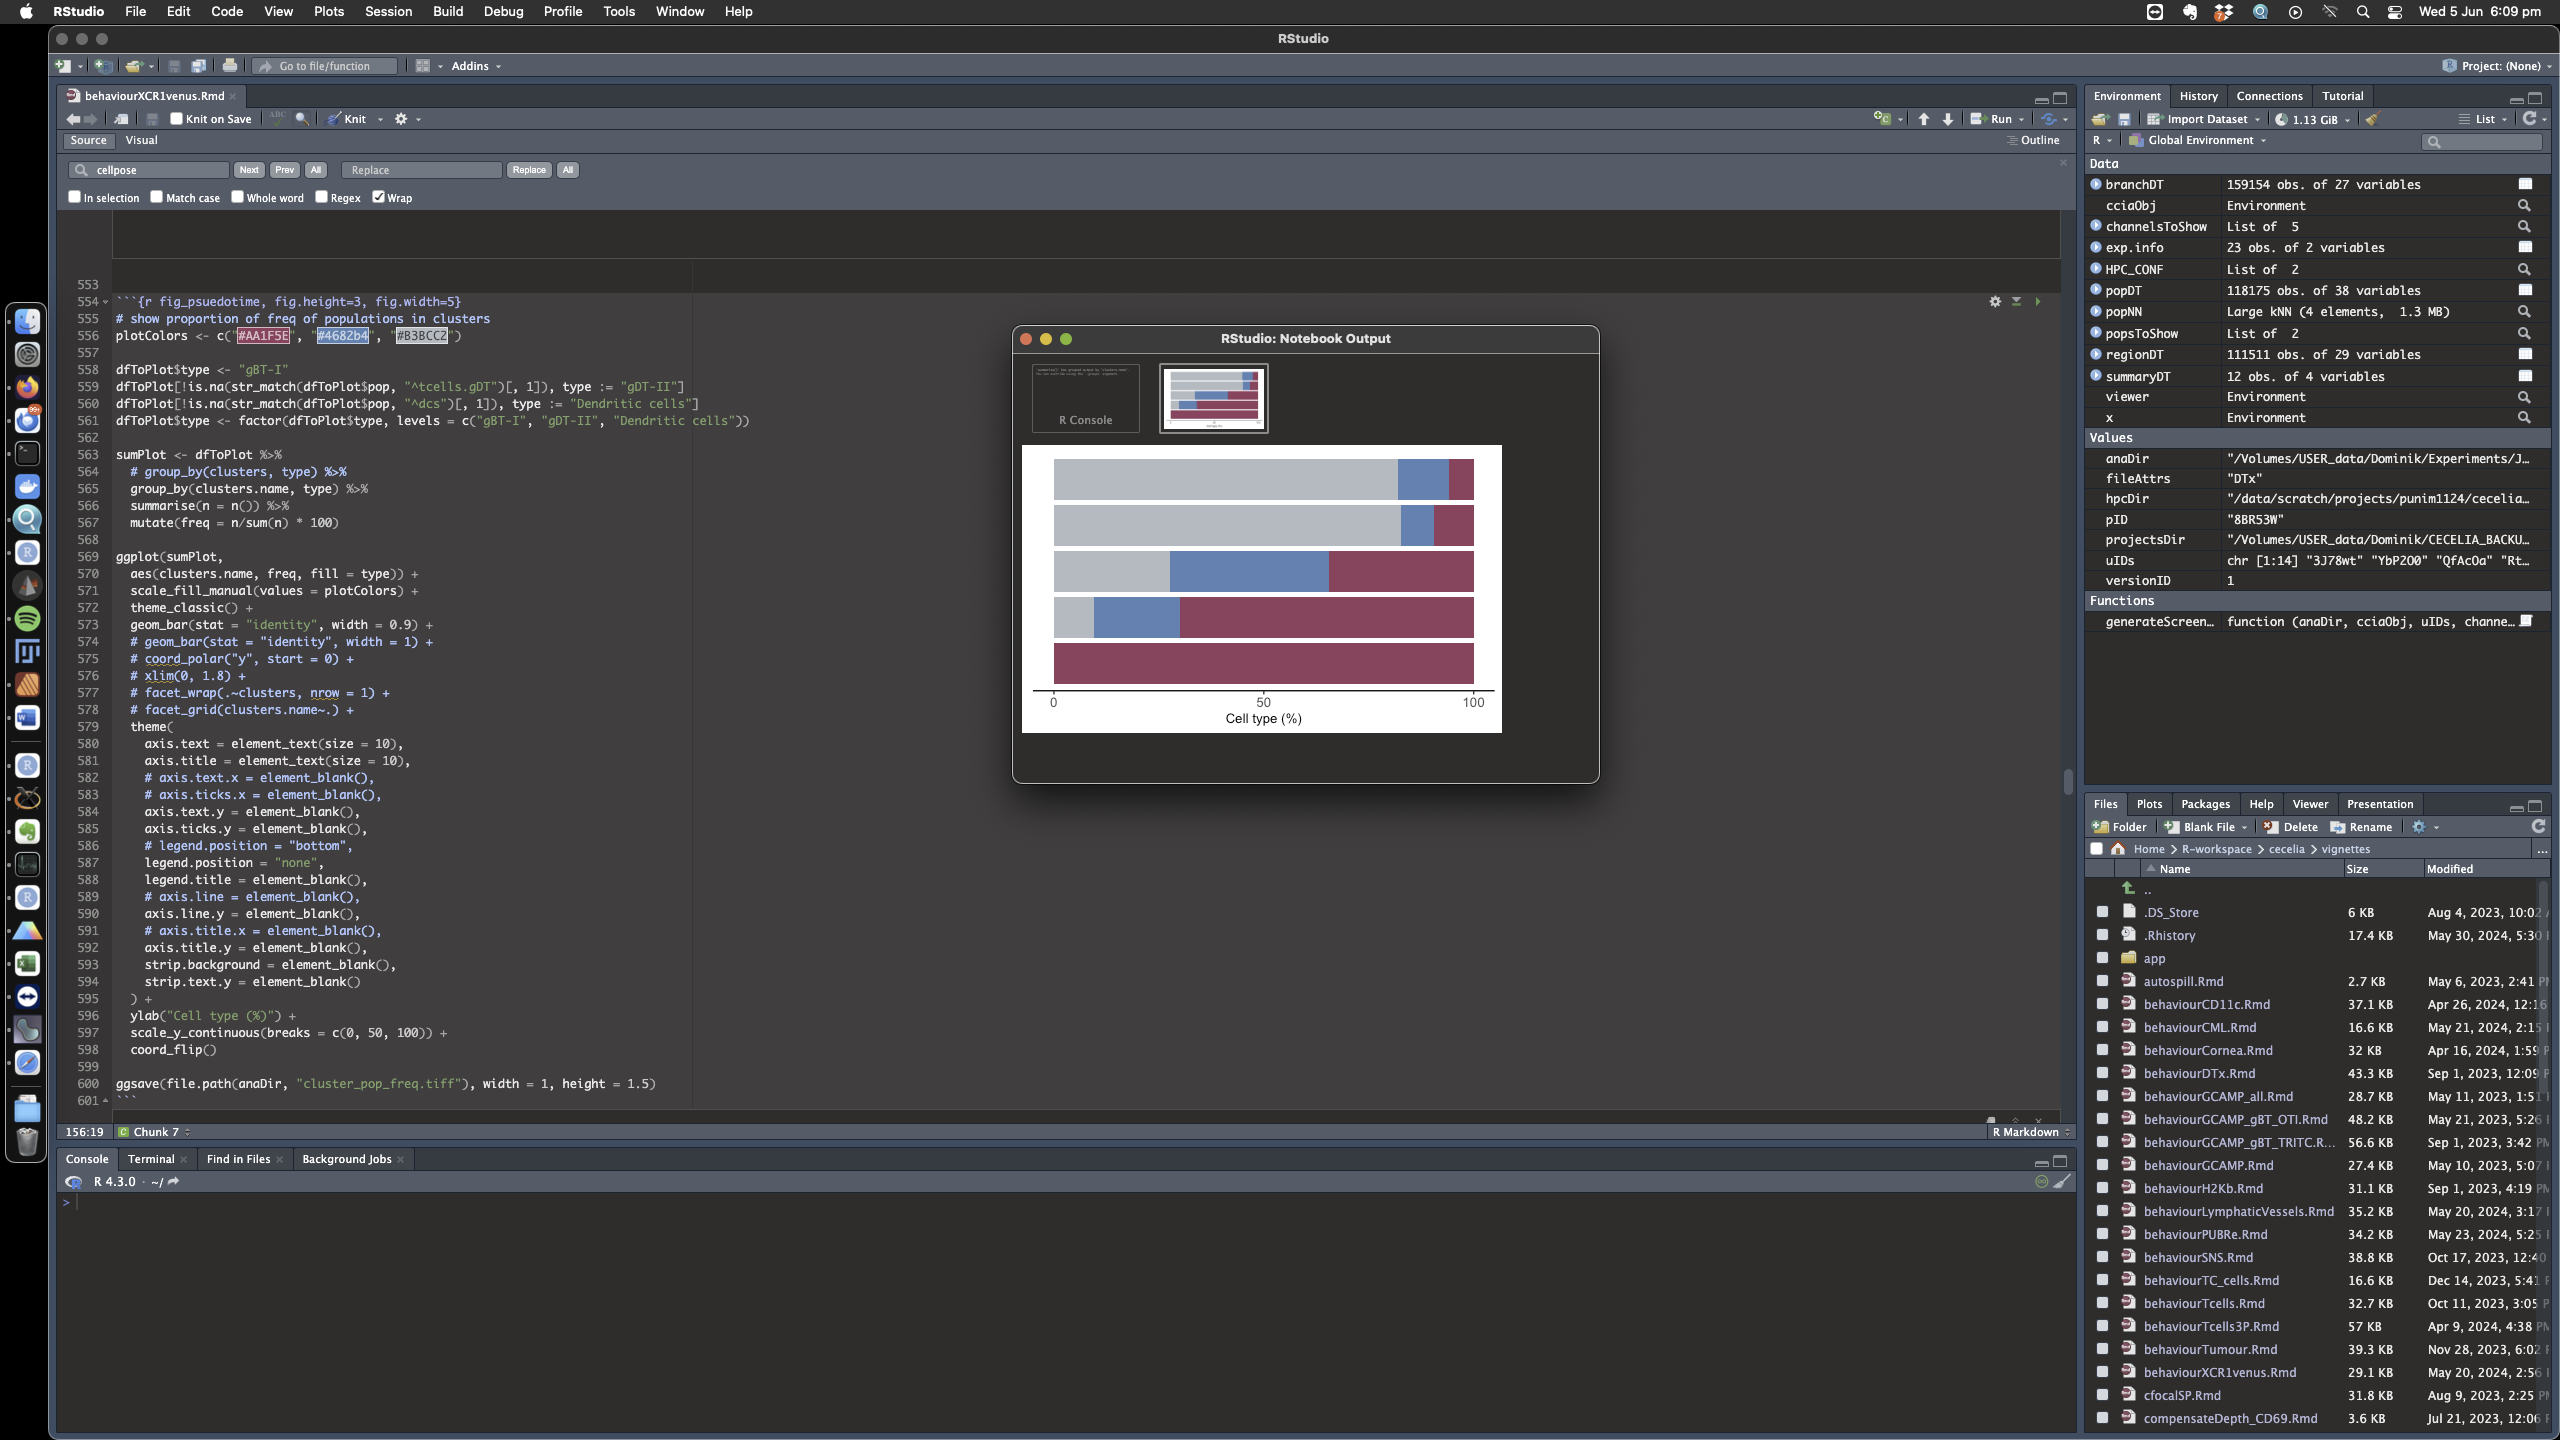 RStudio File Edit Code View Plots Session Build Debug Profile Tools Window Help
Wed 5 Jun 6:09 pm
RStudio
Go to file/function
Addins
Project: (None)
behaviourXCR1venus.Rmd
Knit on Save
Knit
Run
Source Visual
Outline
cellpose Next Prev All Replace Replace All
In selection Match case Whole word Regex Wrap
553
554 ```{r fig_psuedotime, fig.height=3, fig.width=5}
555 # show proportion of freq of populations in clusters
556 plotColors <- c("#AA1F5E", "#4682b4", "#B3BCC2")
557
558 dfToPlot$type <- "gBT-I"
559 dfToPlot[!is.na(str_match(dfToPlot$pop, "^tcells.gDT")[, 1]), type := "gDT-II"]
560 dfToPlot[!is.na(str_match(dfToPlot$pop, "^dcs")[, 1]), type := "Dendritic cells"]
561 dfToPlot$type <- factor(dfToPlot$type, levels = c("gBT-I", "gDT-II", "Dendritic cells"))
562
563 sumPlot <- dfToPlot %>%
564 # group_by(clusters, type) %>%
565 group_by(clusters.name, type) %>%
566 summarise(n = n()) %>%
567 mutate(freq = n/sum(n) * 100)
568
569 ggplot(sumPlot,
570 aes(clusters.name, freq, fill = type)) +
571 scale_fill_manual(values = plotColors) +
572 theme_classic() +
573 geom_bar(stat = "identity", width = 0.9) +
574 # geom_bar(stat = "identity", width = 1) +
575 # coord_polar("y", start = 0) +
576 # xlim(0, 1.8) +
577 # facet_wrap(.~clusters, nrow = 1) +
578 # facet_grid(clusters.name~.) +
579 theme(
580 axis.text = element_text(size = 10),
581 axis.title = element_text(size = 10),
582 # axis.text.x = element_blank(),
583 # axis.ticks.x = element_blank(),
584 axis.text.y = element_blank(),
585 axis.ticks.y = element_blank(),
586 # legend.position = "bottom",
587 legend.position = "none",
588 legend.title = element_blank(),
589 # axis.line = element_blank(),
590 axis.line.y = element_blank(),
591 # axis.title.x = element_blank(),
592 axis.title.y = element_blank(),
593 strip.background = element_blank(),
594 strip.text.y = element_blank()
595 ) +
596 ylab("Cell type (%)") +
597 scale_y_continuous(breaks = c(0, 50, 100)) +
598 coord_flip()
599
600 ggsave(file.path(anaDir, "cluster_pop_freq.tiff"), width = 1, height = 1.5)
601 ```
156:19 Chunk 7
R Markdown
RStudio: Notebook Output
R Console
0 50 100
Cell type (%)
Console Terminal Find in Files Background Jobs
R 4.3.0 · ~/
>
Environment History Connections Tutorial
Import Dataset 1.13 GiB List
R Global Environment
Data
branchDT 159154 obs. of 27 variables
cciaObj Environment
channelsToShow List of 5
exp.info 23 obs. of 2 variables
HPC_CONF List of 2
popDT 118175 obs. of 38 variables
popNN Large kNN (4 elements, 1.3 MB)
popsToShow List of 2
regionDT 111511 obs. of 29 variables
summaryDT 12 obs. of 4 variables
viewer Environment
x Environment
Values
anaDir "/Volumes/USER_data/Dominik/Experiments/J…
fileAttrs "DTx"
hpcDir "/data/scratch/projects/punim1124/cecelia…
pID "8BR53W"
projectsDir "/Volumes/USER_data/Dominik/CECELIA_BACKU…
uIDs chr [1:14] "3J78wt" "YbP2O0" "QfAcOa" "Rt…
versionID 1
Functions
generateScreen… function (anaDir, cciaObj, uIDs, channe…
Files Plots Packages Help Viewer Presentation
Folder Blank File Delete Rename
Home > R-workspace > cecelia > vignettes ...
Name Size Modified
..
.DS_Store 6 KB Aug 4, 2023, 10:02
.Rhistory 17.4 KB May 30, 2024, 5:30
app
autospill.Rmd 2.7 KB May 6, 2023, 2:41 P
behaviourCD11c.Rmd 37.1 KB Apr 26, 2024, 12:16
behaviourCML.Rmd 16.6 KB May 21, 2024, 2:15
behaviourCornea.Rmd 32 KB Apr 16, 2024, 1:59
behaviourDTx.Rmd 43.3 KB Sep 1, 2023, 12:09
behaviourGCAMP_all.Rmd 28.7 KB May 11, 2023, 1:51
behaviourGCAMP_gBT_OTI.Rmd 48.2 KB May 21, 2023, 5:26
behaviourGCAMP_gBT_TRITC.R... 56.6 KB Sep 1, 2023, 3:42 PM
behaviourGCAMP.Rmd 27.4 KB May 10, 2023, 5:07
behaviourH2Kb.Rmd 31.1 KB Sep 1, 2023, 4:19 PM
behaviourLymphaticVessels.Rmd 35.2 KB May 20, 2024, 3:17
behaviourPUBRe.Rmd 34.2 KB May 23, 2024, 5:25
behaviourSNS.Rmd 38.8 KB Oct 17, 2023, 12:40
behaviourTC_cells.Rmd 16.6 KB Dec 14, 2023, 5:41
behaviourTcells.Rmd 32.7 KB Oct 11, 2023, 3:05
behaviourTcells3P.Rmd 57 KB Apr 9, 2024, 4:38 PM
behaviourTumour.Rmd 39.3 KB Nov 28, 2023, 6:02
behaviourXCR1venus.Rmd 29.1 KB May 20, 2024, 2:56
cfocalSP.Rmd 31.8 KB Aug 9, 2023, 2:25 PM
compensateDepth_CD69.Rmd 3.6 KB Jul 21, 2023, 12:06